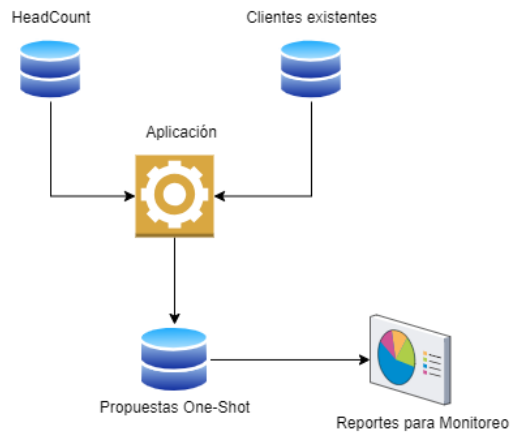 HeadCount
Clientes existentes
Aplicación
Propuestas One-Shot
Reportes para Monitoreo